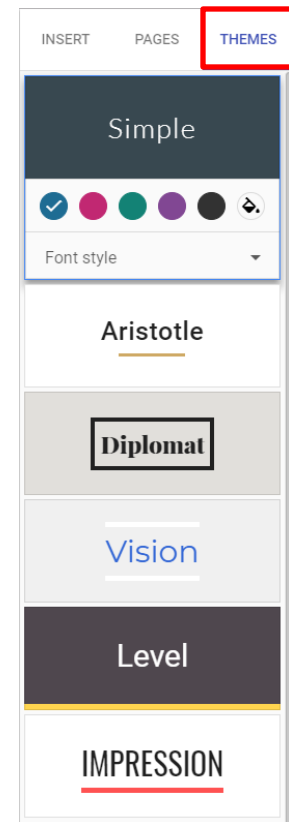 INSERT PAGES THEMES
Simple
Font style
Aristotle
Diplomat
Vision
Level
IMPRESSION